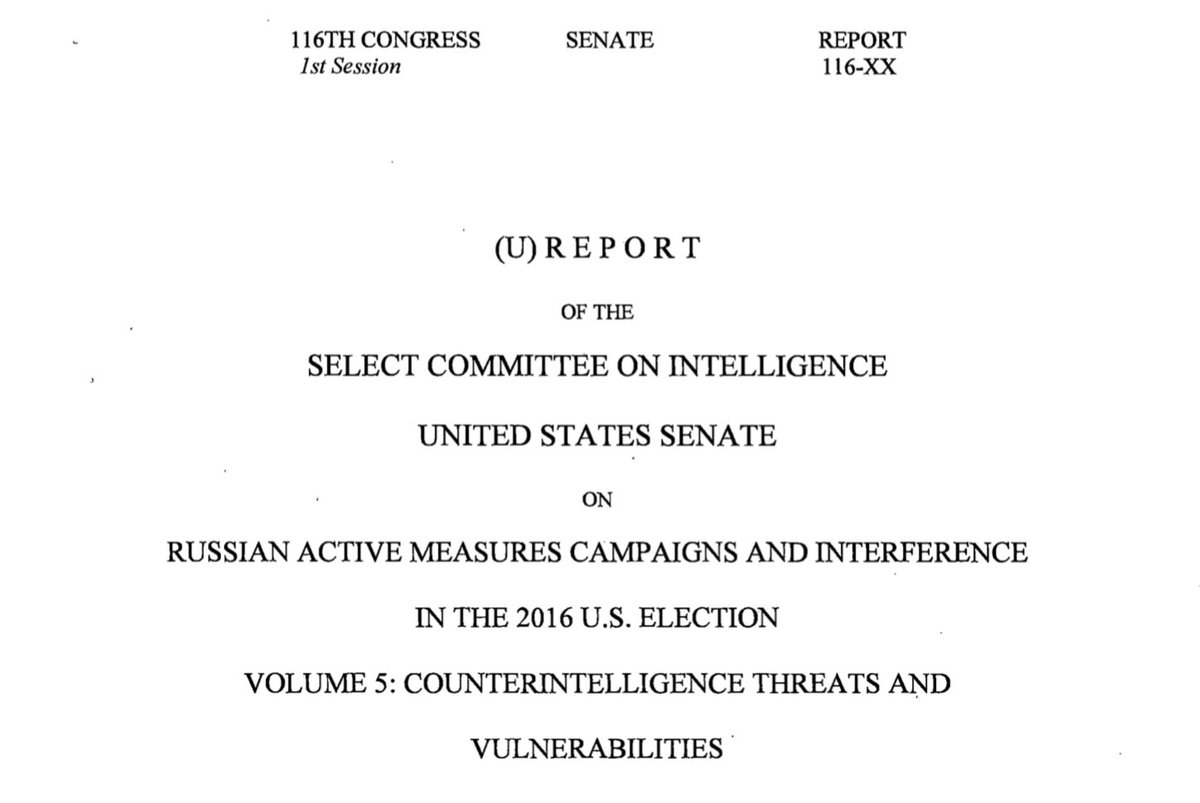 116TH CONGRESS SENATE REPORT
1st Session 116-XX
(U) R E P O R T
OF THE
SELECT COMMITTEE ON INTELLIGENCE
UNITED STATES SENATE
ON
RUSSIAN ACTIVE MEASURES CAMPAIGNS AND INTERFERENCE
IN THE 2016 U.S. ELECTION
VOLUME 5: COUNTERINTELLIGENCE THREATS AND
VULNERABILITIES